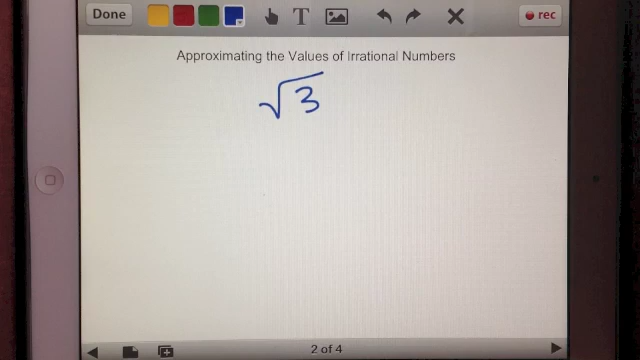 Done T rec
Approximating the Values of Irrational Numbers
√3
2 of 4